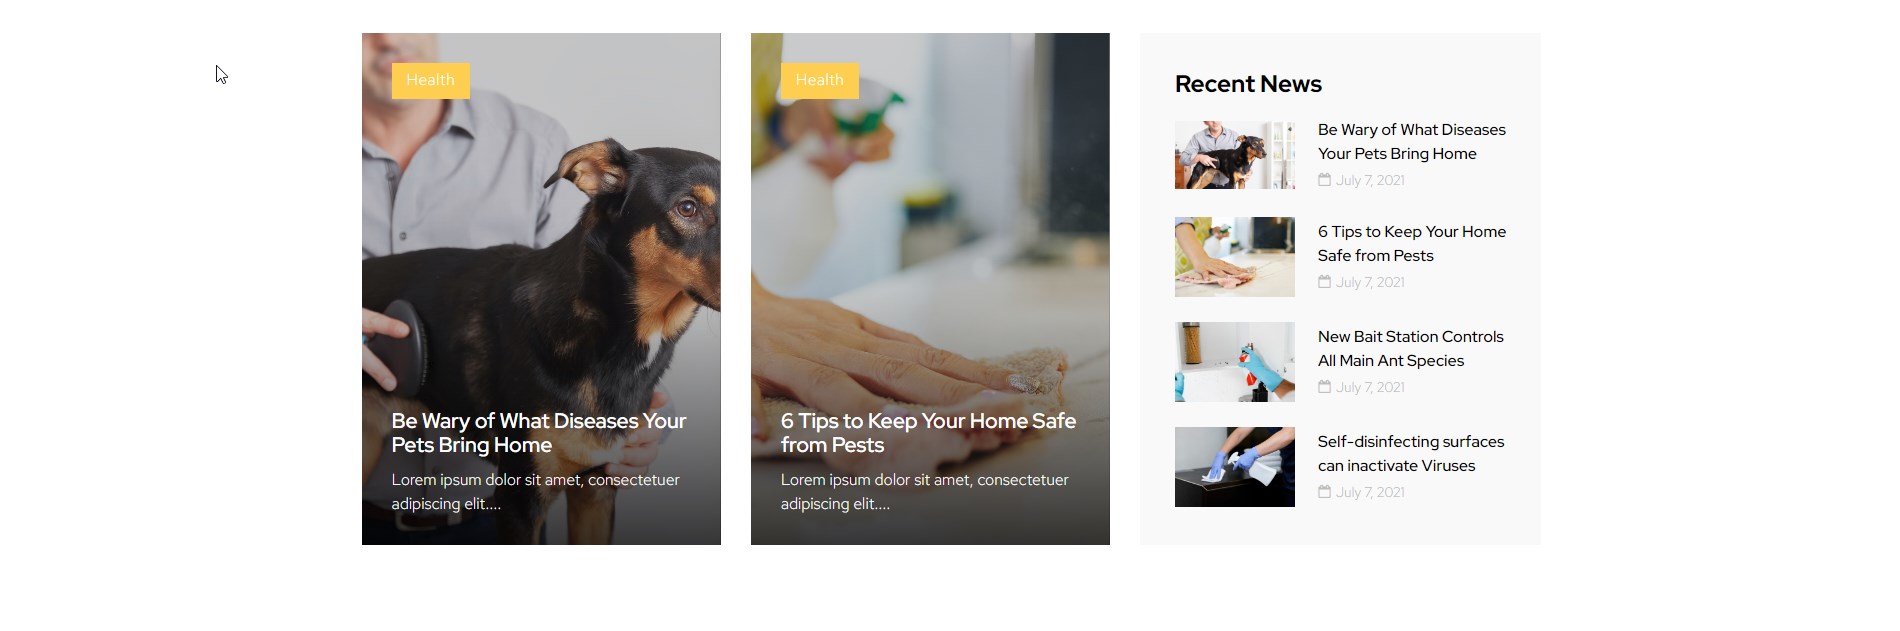 Health
Be Wary of What Diseases Your
Pets Bring Home
Lorem ipsum dolor sit amet, consectetuer
adipiscing elit....
Health
6 Tips to Keep Your Home Safe
from Pests
Lorem ipsum dolor sit amet, consectetuer
adipiscing elit....
Recent News
Be Wary of What Diseases
Your Pets Bring Home
July 7, 2021
6 Tips to Keep Your Home
Safe from Pests
July 7, 2021
New Bait Station Controls
All Main Ant Species
July 7, 2021
Self-disinfecting surfaces
can inactivate Viruses
July 7, 2021